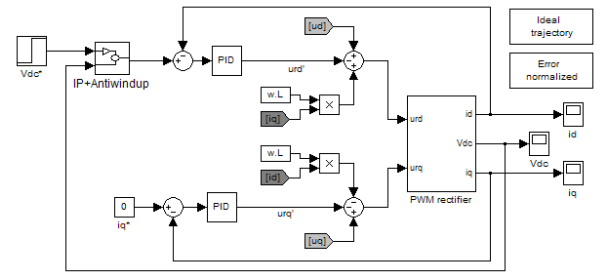 [ud]
Ideal
trajectory
Error
normalized
Vdc*
IP+Antiwindup
PID
urd'
w.L
[iq]
×
urd
urq
id
Vdc
iq
PWM rectifier
id
Vdc
iq
w.L
[id]
×
0
iq*
PID
urq'
[uq]